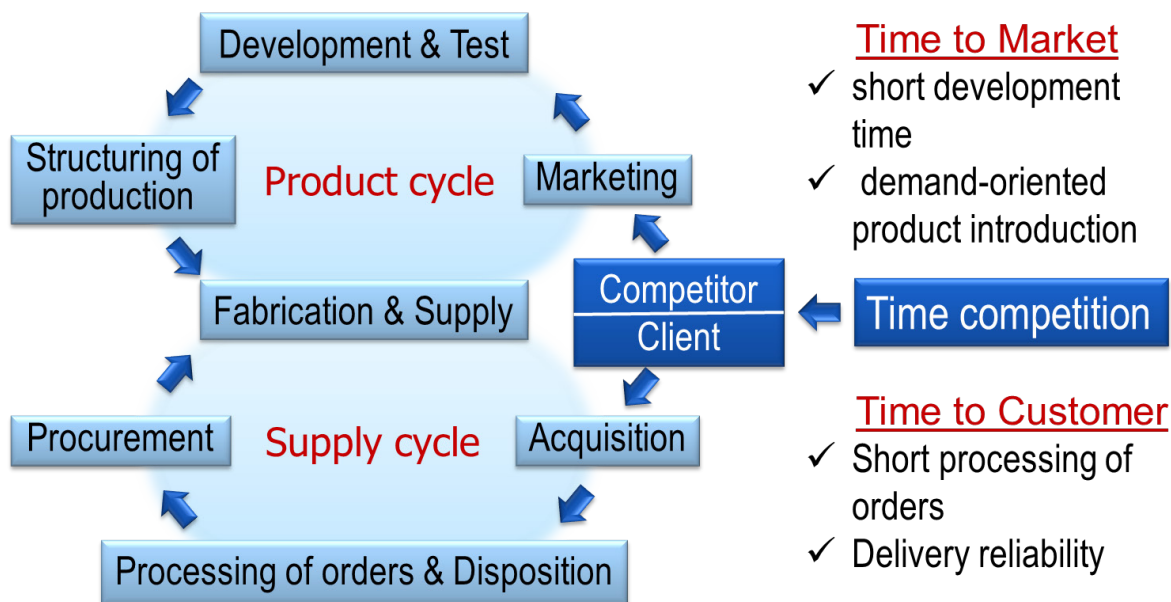 Development & Test
Structuring of
production
Product cycle
Marketing
Fabrication & Supply
Competitor
Client
Procurement
Supply cycle
Acquisition
Processing of orders & Disposition
Time to Market
✓ short development
time
✓ demand-oriented
product introduction
Time competition
Time to Customer
✓ Short processing of
orders
✓ Delivery reliability